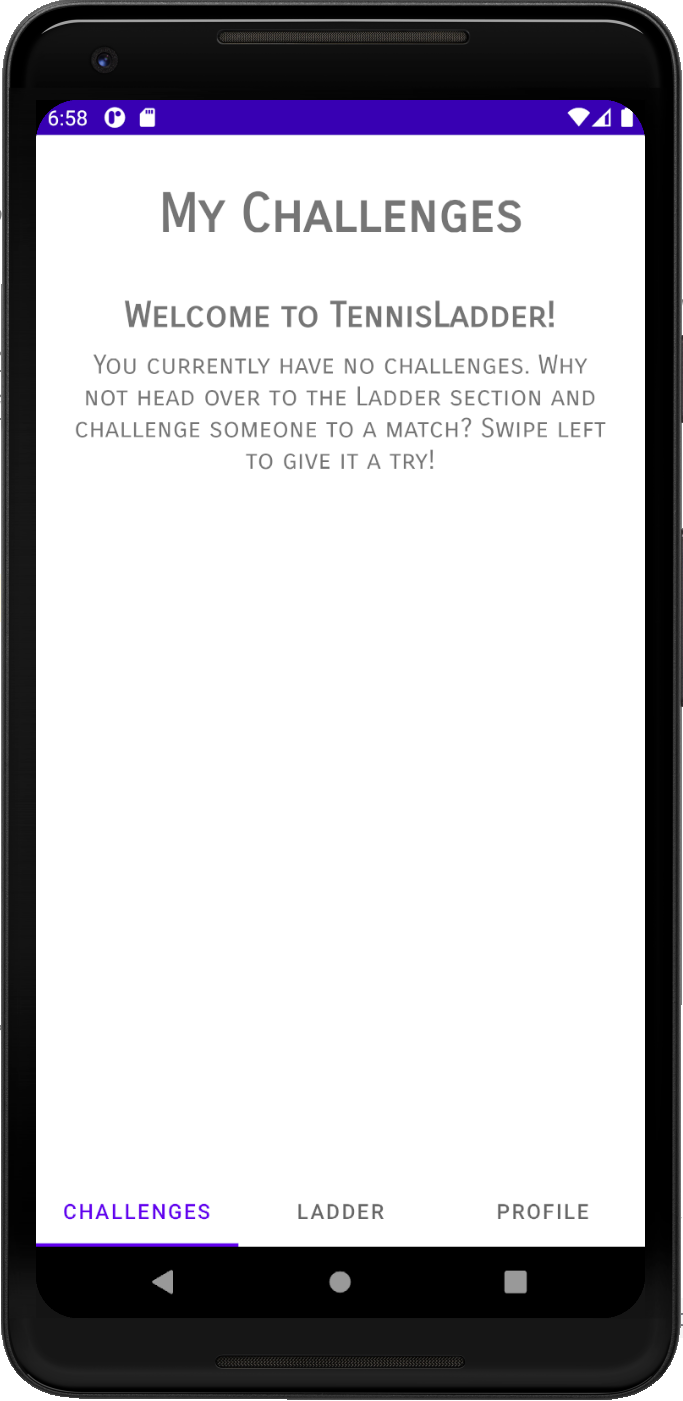 6:58
My Challenges
Welcome to TennisLadder!
You currently have no challenges. Why
not head over to the Ladder section and
challenge someone to a match? Swipe left
to give it a try!
CHALLENGES LADDER PROFILE